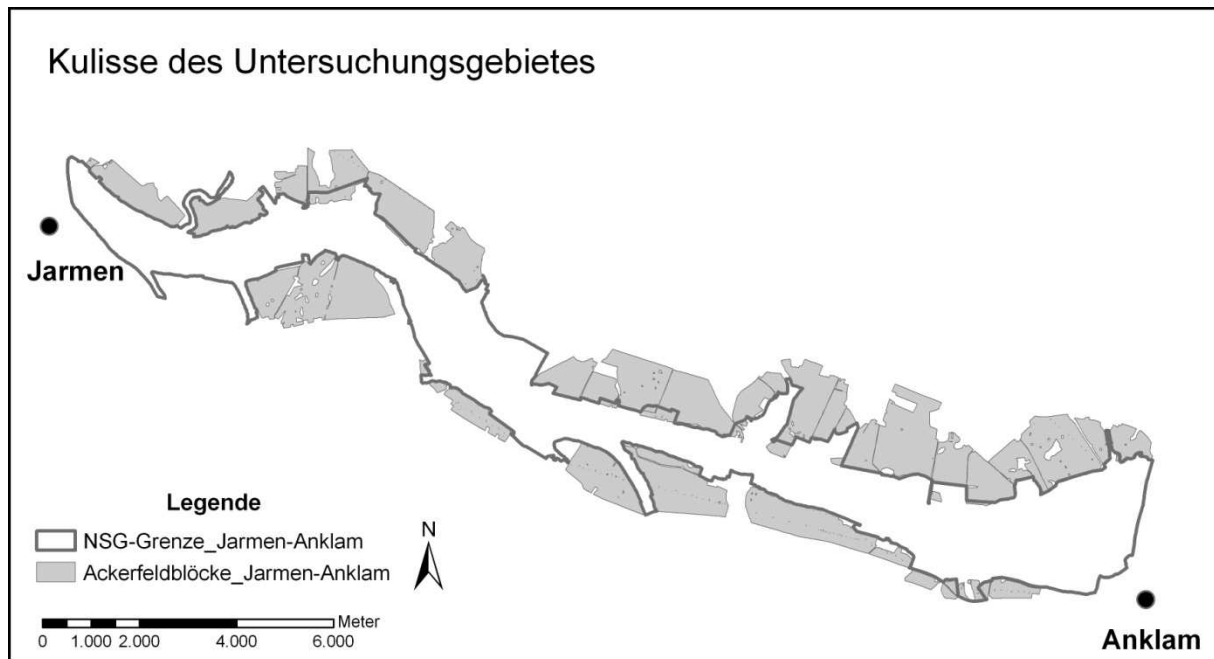 Kulisse des Untersuchungsgebietes
Jarmen
Legende
NSG-Grenze_Jarmen-Anklam
Ackerfeldblöcke_Jarmen-Anklam
N
Meter
0 1.000 2.000 4.000 6.000
Anklam